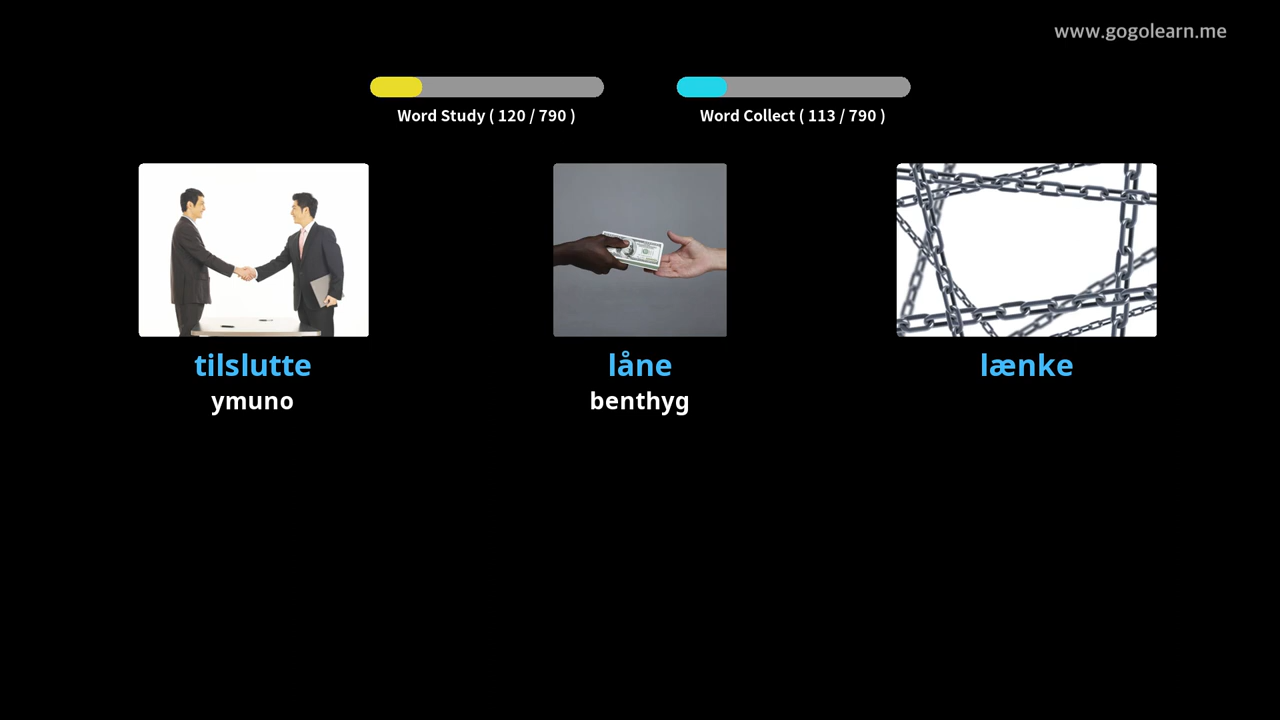 www.gogolearn.me
Word Study ( 120 / 790 )
Word Collect ( 113 / 790 )
tilslutte
låne
lænke
ymuno
benthyg